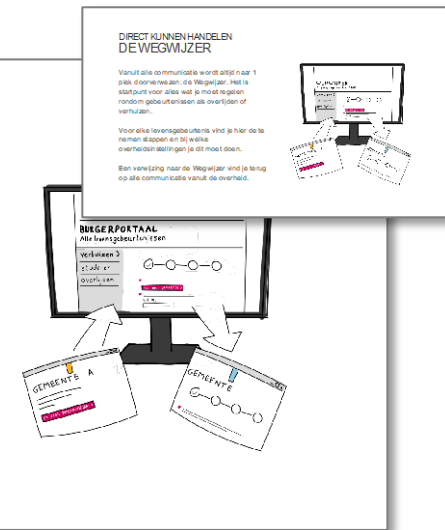 DIRECT KUNNEN HANDELEN
DE WEGWIJZER
Vanuit alle communicatie wordt altijd naar 1
plek doorverwezen: de Wegwijzer. Het is
startpunt voor alles wat je moet regelen
rondom gebeurtenissen als overlijden of
verhuizen.
Voor elke levensgebeurtenis vind je hier de te
nemen stappen en bij welke
overheidsinstellingen je dit moet doen.
Een verwijzing naar de Wegwijzer vind je terug
op alle communicatie vanuit de overheid.
BURGERPORTAAL
Alle levensgebeurtenissen
verhuizen >
overlijden
GEMEENTE A
GEMEENTE